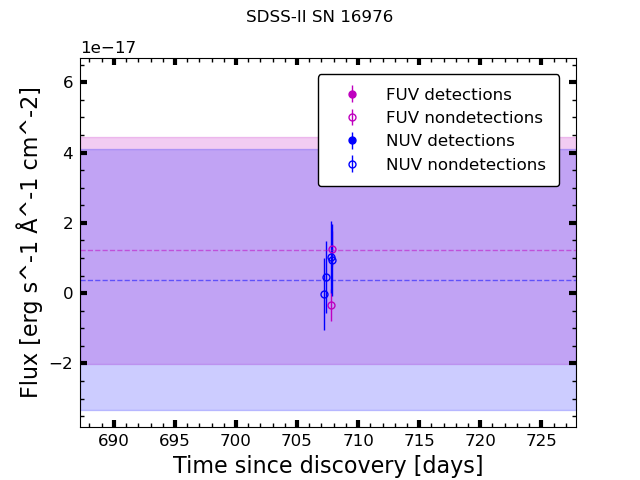 SDSS-II SN 16976
1e−17
FUV detections
FUV nondetections
NUV detections
NUV nondetections
6
4
2
0
−2
Flux [erg s^-1 Å^-1 cm^-2]
690 695 700 705 710 715 720 725
Time since discovery [days]